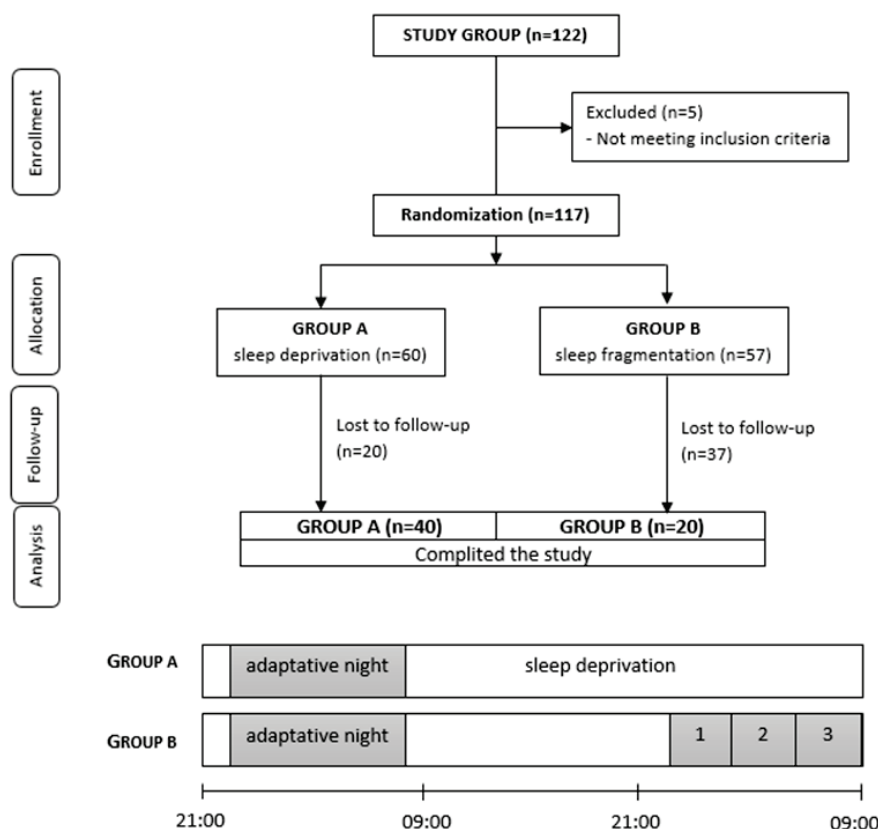 STUDY GROUP (n=122)
Enrollment
Excluded (n=5)
- Not meeting inclusion criteria
Randomization (n=117)
Allocation
GROUP A
sleep deprivation (n=60)
GROUP B
sleep fragmentation (n=57)
Follow-up
Lost to follow-up
(n=20)
Lost to follow-up
(n=37)
Analysis
GROUP A (n=40)
GROUP B (n=20)
Complited the study
GROUP A
adaptative night
sleep deprivation
GROUP B
adaptative night
1
2
3
21:00
09:00
21:00
09:00